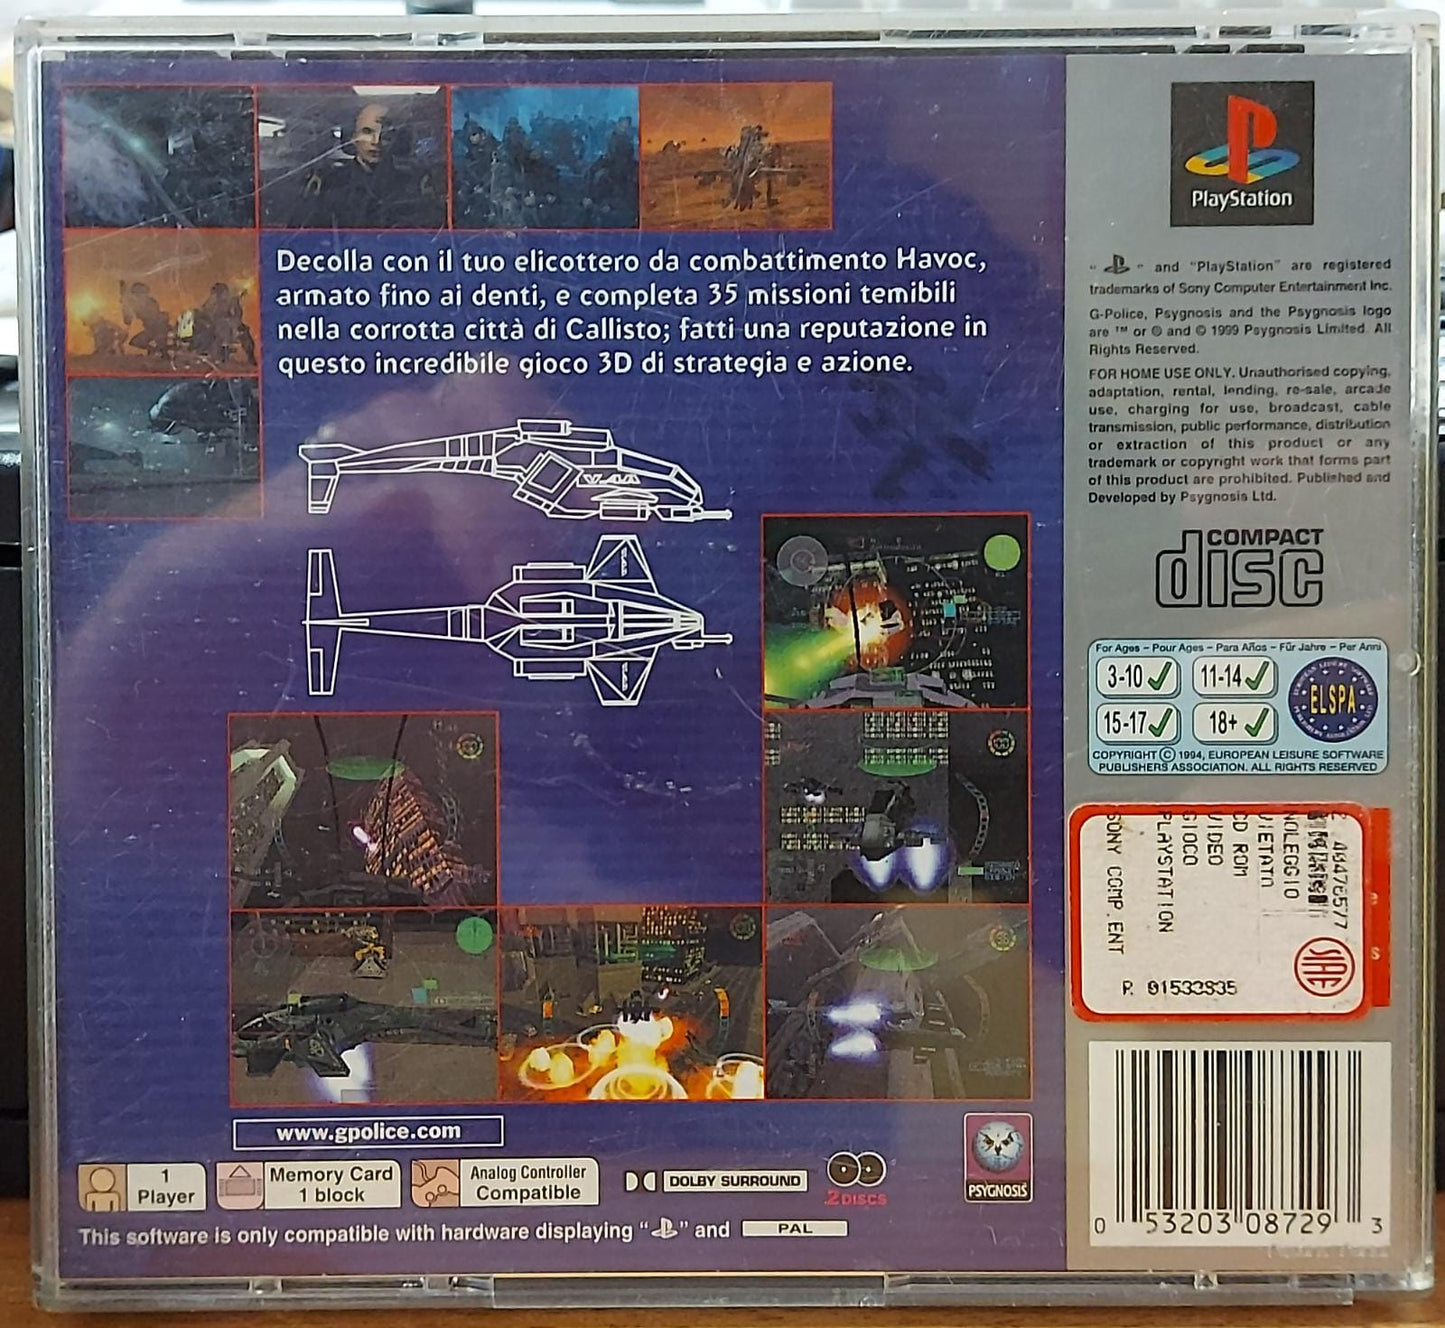 Decolla con il tuo elicottero da combattimento Havoc,
armato fino ai denti, e completa 35 missioni temibili
nella corrotta città di Callisto; fatti una reputazione in
questo incredibile gioco 3D di strategia e azione.
www.gpolice.com
1
Player
Memory Card
1 block
Analog Controller
Compatible
DOLBY SURROUND
2 DISCS
PSYGNOSIS
This software is only compatible with hardware displaying " " and PAL
PlayStation
" " and "PlayStation" are registered
trademarks of Sony Computer Entertainment Inc.
G-Police, Psygnosis and the Psygnosis logo
are ™ or ® and © 1999 Psygnosis Limited. All
Rights Reserved.
FOR HOME USE ONLY. Unauthorised copying,
adaptation, rental, lending, re-sale, arcade
use, charging for use, broadcast, cable
transmission, public performance, distribution
or extraction of this product or any
trademark or copyright work that forms part
of this product are prohibited. Published and
Developed by Psygnosis Ltd.
COMPACT
disc
For Ages – Pour Ages – Para Años – Für Jahre – Per Anni
3-10
11-14
15-17
18+
ELSPA
COPYRIGHT © 1994, EUROPEAN LEISURE SOFTWARE
PUBLISHERS ASSOCIATION. ALL RIGHTS RESERVED
NOLEGGIO
VIETATO
CD ROM
VIDEO
GIOCO
PLAYSTATION
SONY COMP.ENT
SIAE
R 01533935
0 53203 08729 3